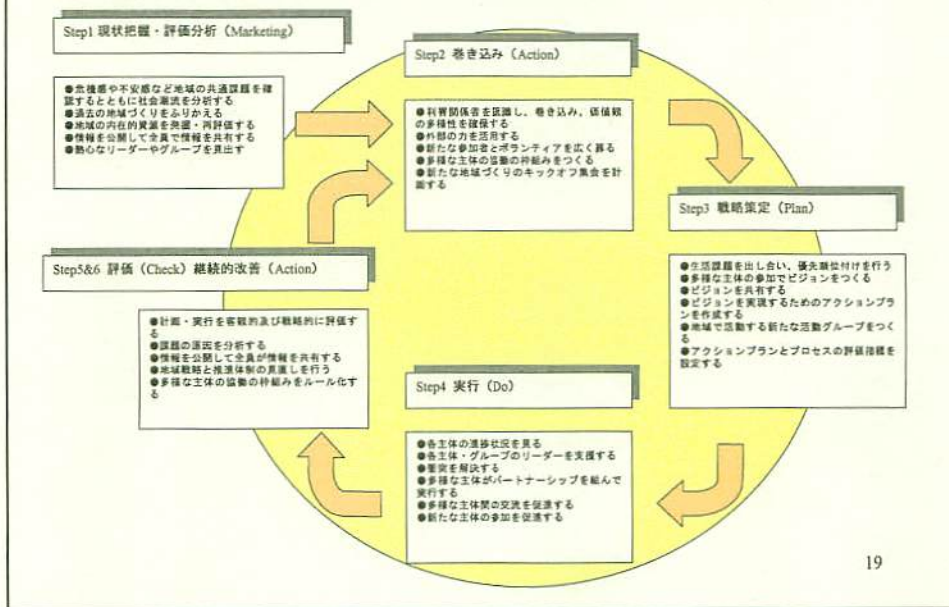 Step1 現状把握・評価分析 (Marketing)
●危機感や不安感など地域の共通課題を確
認するとともに社会潮流を分析する
●過去の地域づくりをふりかえる
●地域の内在的資源を発掘・再評価する
●情報を公開して全員で情報を共有する
●熱心なリーダーやグループを見出す
Step2 巻き込み (Action)
●利害関係者を認識し、巻き込み、価値観
の多様性を確保する
●外部の力を活用する
●新たな参加者とボランティアを広く募る
●多様な主体の協働の枠組みをつくる
●新たな地域づくりのキックオフ集会を計
画する
Step3 戦略策定 (Plan)
●生活課題を出し合い、優先順位付けを行う
●多様な主体の参加でビジョンをつくる
●ビジョンを共有する
●ビジョンを実現するためのアクションプラ
ンを作成する
●地域で活動する新たな活動グループをつく
る
●アクションプランとプロセスの評価指標を
設定する
Step4 実行 (Do)
●各主体の進捗状況を見る
●各主体・グループのリーダーを支援する
●衝突を解決する
●多様な主体がパートナーシップを組んで
実行する
●多様な主体間の交流を促進する
●新たな主体の参加を促進する
Step5&6 評価 (Check) 継続的改善 (Action)
●計画・実行を客観的及び戦略的に評価す
る
●課題の原因を分析する
●情報を公開して全員が情報を共有する
●地域戦略と推進体制の見直しを行う
●多様な主体の協働の枠組みをルール化す
る
19